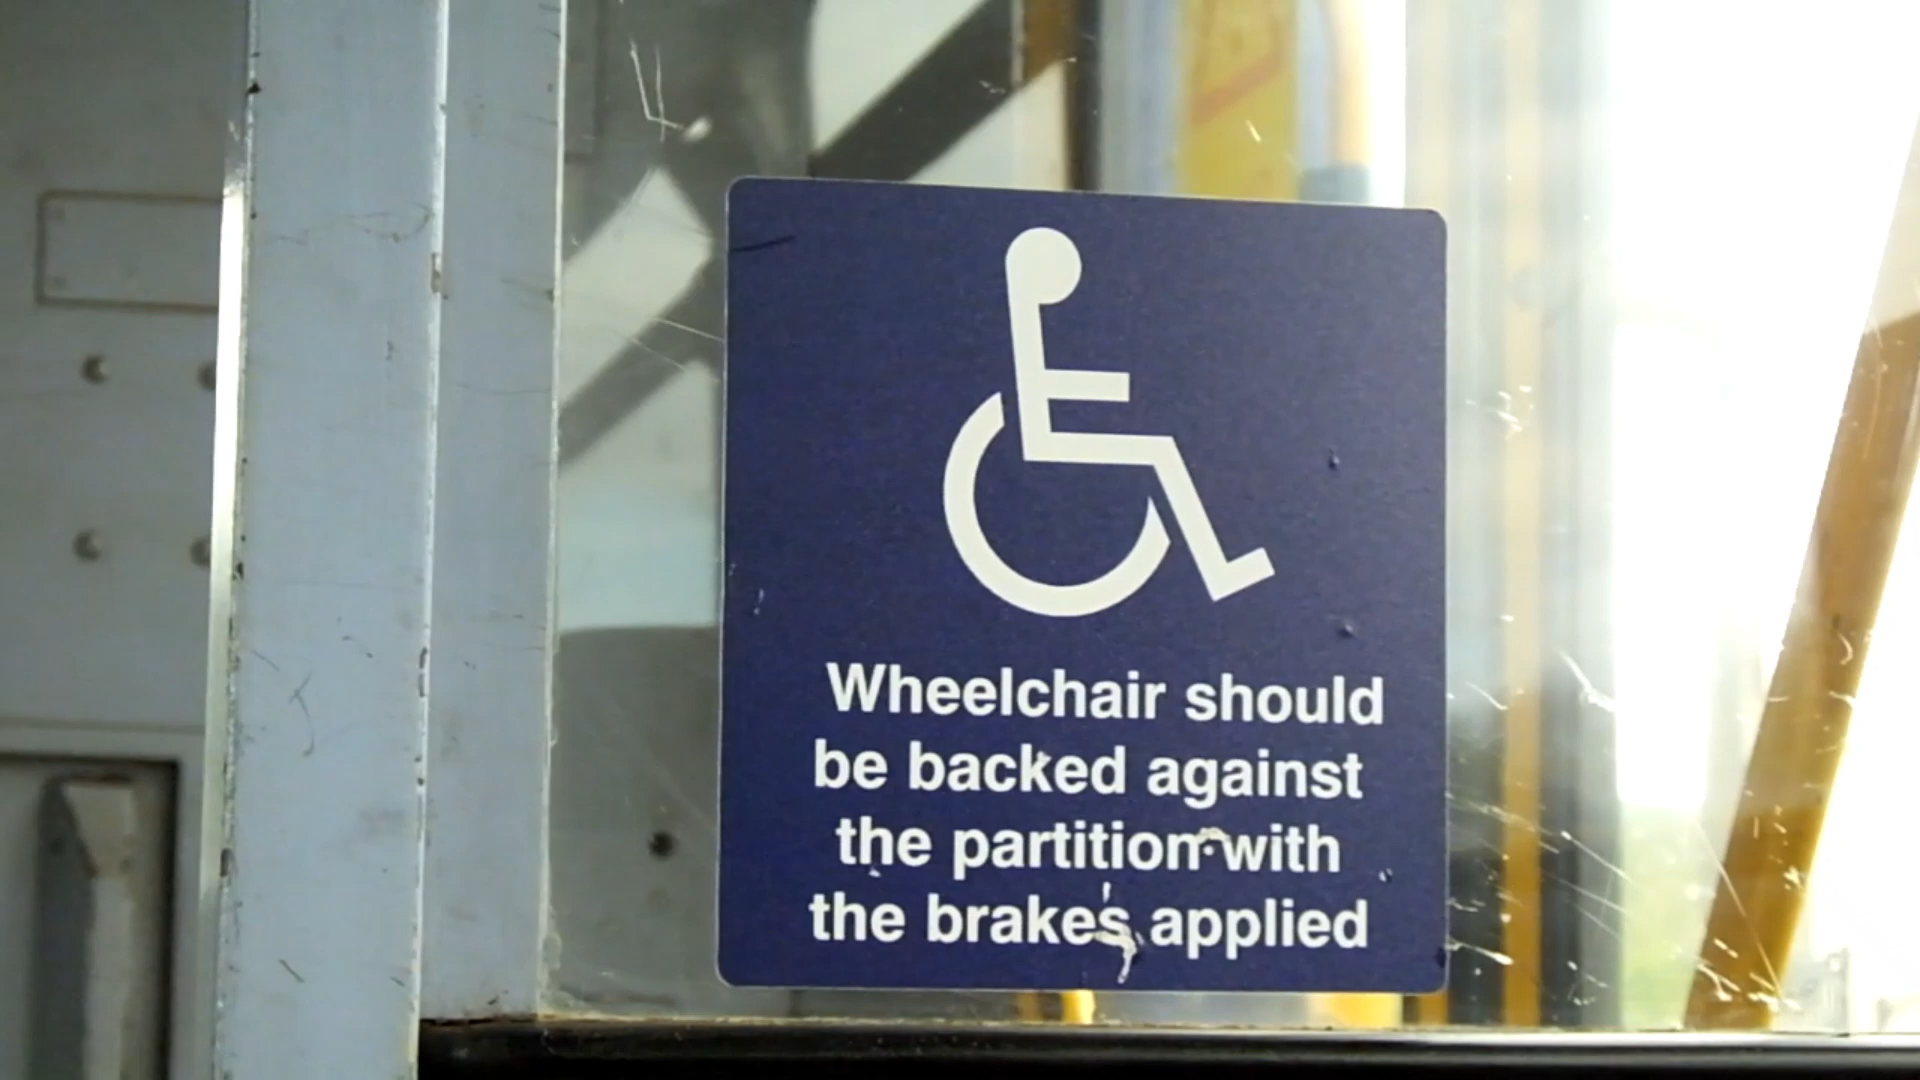 Wheelchair should
be backed against
the partition with
the brakes applied